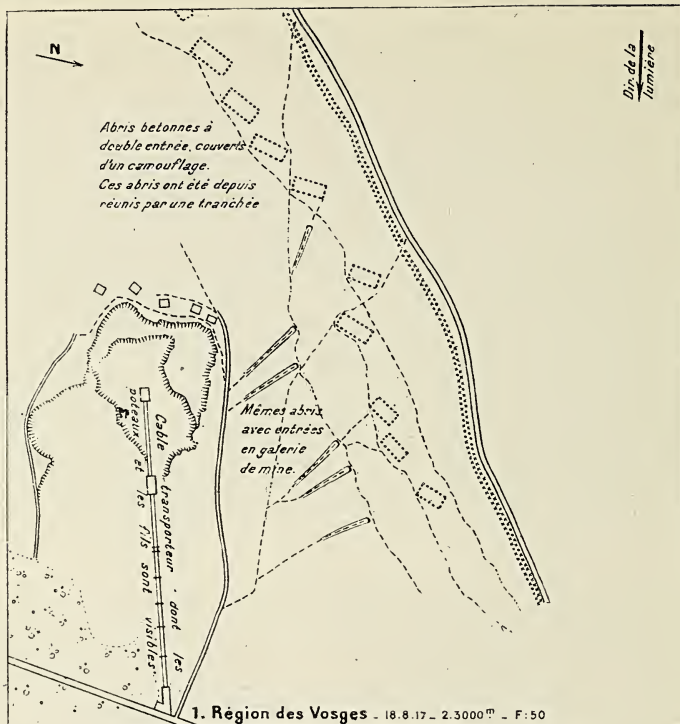 N
Dir. de la
lumière
Abris betonnes à
double entrée, couverts
d'un camouflage.
Ces abris ont été depuis
réunis par une tranchée
Mêmes abris
avec entrées
en galerie
de mine.
Cable transporteur dont les
poteaux et les fils sont visibles
1. Région des Vosges - 18.8.17 - 2.3000m - F:50